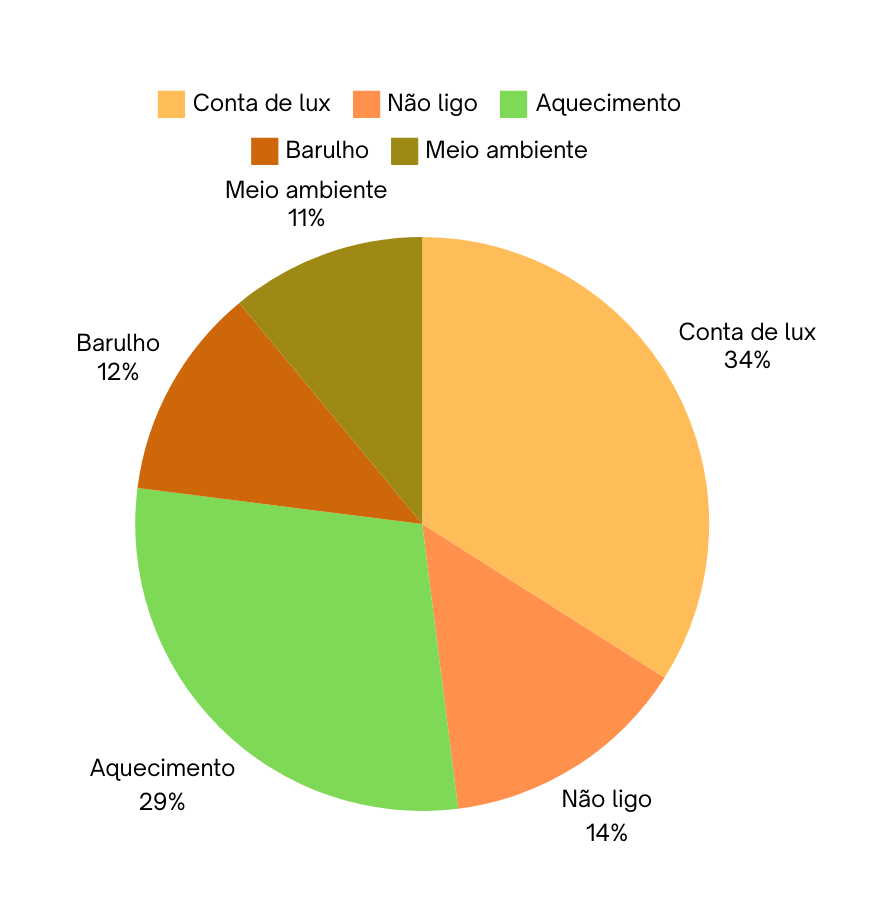 Conta de lux Não ligo Aquecimento
Barulho Meio ambiente
Meio ambiente
11%
Conta de lux
34%
Barulho
12%
Aquecimento
29%
Não ligo
14%